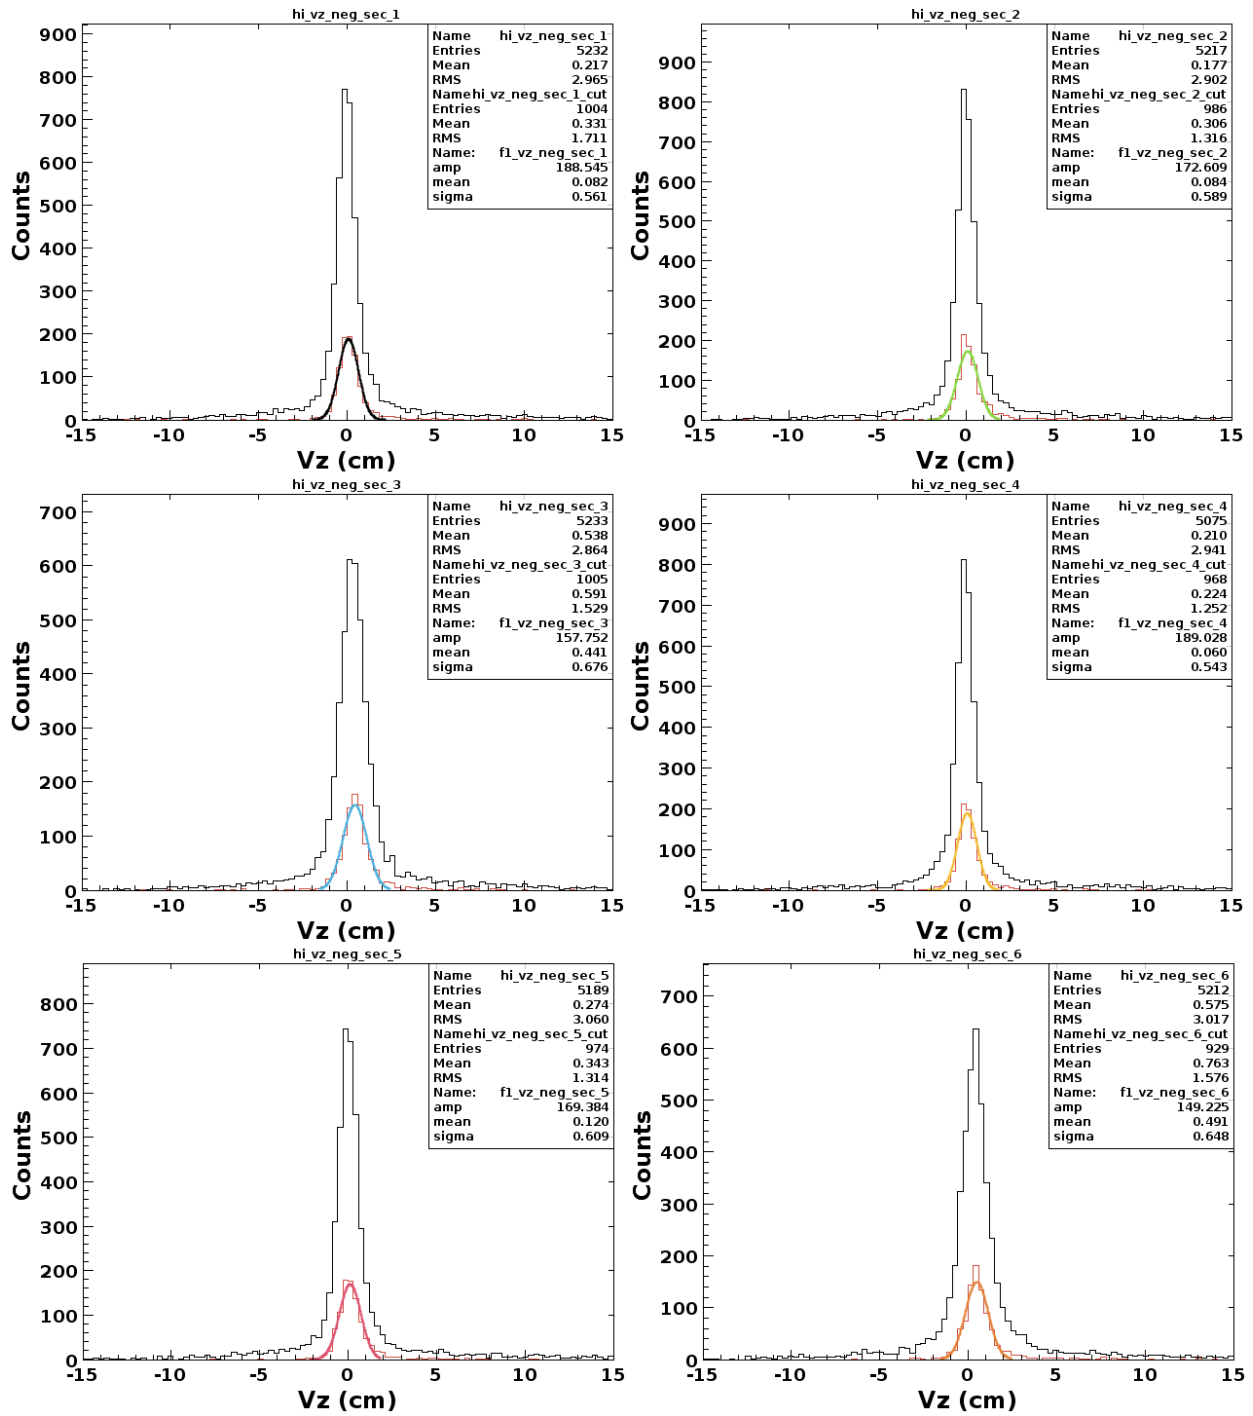 hi_vz_neg_sec_1
Name hi_vz_neg_sec_1
Entries 5232
Mean 0.217
RMS 2.965
Namehi_vz_neg_sec_1_cut
Entries 1004
Mean 0.331
RMS 1.711
Name: f1_vz_neg_sec_1
amp 188.545
mean 0.082
sigma 0.561
900
800
700
600
500
400
300
200
100
0
Counts
-15 -10 -5 0 5 10 15
Vz (cm)
hi_vz_neg_sec_2
Name hi_vz_neg_sec_2
Entries 5217
Mean 0.177
RMS 2.902
Namehi_vz_neg_sec_2_cut
Entries 986
Mean 0.306
RMS 1.316
Name: f1_vz_neg_sec_2
amp 172.609
mean 0.084
sigma 0.589
900
800
700
600
500
400
300
200
100
0
Counts
-15 -10 -5 0 5 10 15
Vz (cm)
hi_vz_neg_sec_3
Name hi_vz_neg_sec_3
Entries 5233
Mean 0.538
RMS 2.864
Namehi_vz_neg_sec_3_cut
Entries 1005
Mean 0.591
RMS 1.529
Name: f1_vz_neg_sec_3
amp 157.752
mean 0.441
sigma 0.676
700
600
500
400
300
200
100
0
Counts
-15 -10 -5 0 5 10 15
Vz (cm)
hi_vz_neg_sec_4
Name hi_vz_neg_sec_4
Entries 5075
Mean 0.210
RMS 2.941
Namehi_vz_neg_sec_4_cut
Entries 968
Mean 0.224
RMS 1.252
Name: f1_vz_neg_sec_4
amp 189.028
mean 0.060
sigma 0.543
900
800
700
600
500
400
300
200
100
0
Counts
-15 -10 -5 0 5 10 15
Vz (cm)
hi_vz_neg_sec_5
Name hi_vz_neg_sec_5
Entries 5189
Mean 0.274
RMS 3.060
Namehi_vz_neg_sec_5_cut
Entries 974
Mean 0.343
RMS 1.314
Name: f1_vz_neg_sec_5
amp 169.384
mean 0.120
sigma 0.609
800
700
600
500
400
300
200
100
0
Counts
-15 -10 -5 0 5 10 15
Vz (cm)
hi_vz_neg_sec_6
Name hi_vz_neg_sec_6
Entries 5212
Mean 0.575
RMS 3.017
Namehi_vz_neg_sec_6_cut
Entries 929
Mean 0.763
RMS 1.576
Name: f1_vz_neg_sec_6
amp 149.225
mean 0.491
sigma 0.648
700
600
500
400
300
200
100
0
Counts
-15 -10 -5 0 5 10 15
Vz (cm)